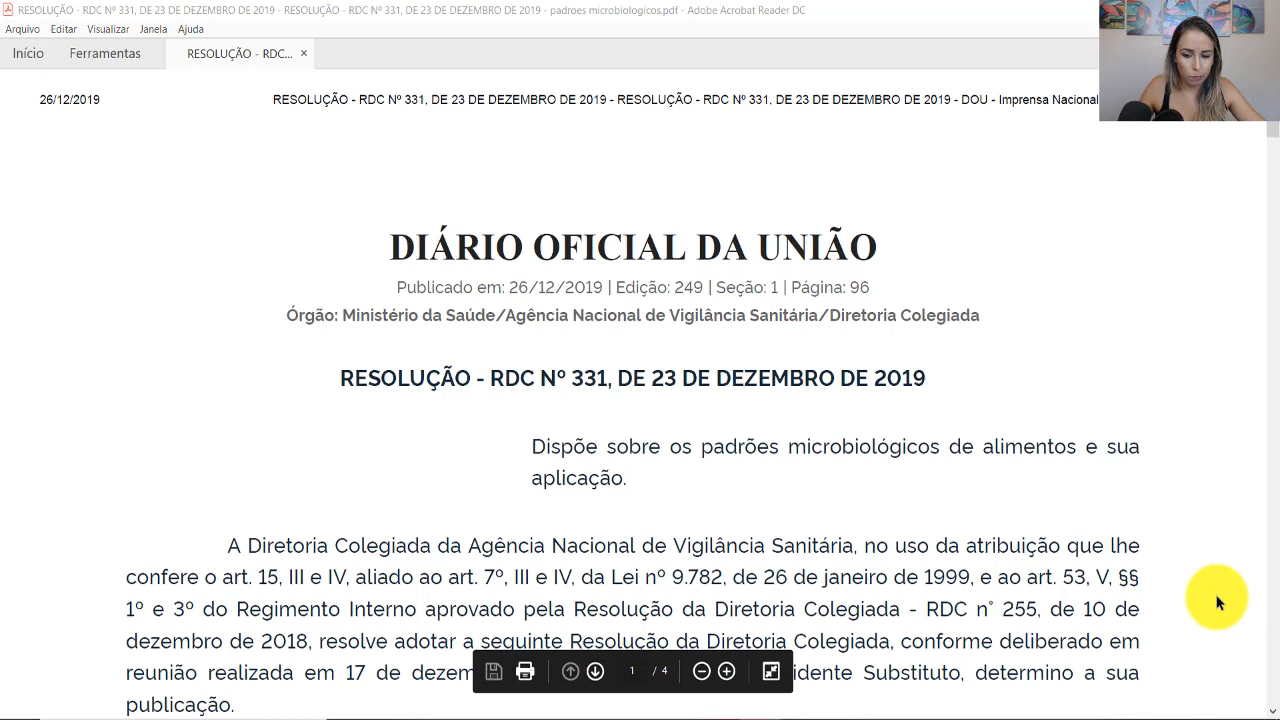 RESOLUÇÃO - RDC Nº 331, DE 23 DE DEZEMBRO DE 2019 - RESOLUÇÃO - RDC Nº 331, DE 23 DE DEZEMBRO DE 2019 - padroes microbiologicos.pdf - Adobe Acrobat Reader DC
Arquivo Editar Visualizar Janela Ajuda
Início Ferramentas RESOLUÇÃO - RDC... ×
26/12/2019 RESOLUÇÃO - RDC Nº 331, DE 23 DE DEZEMBRO DE 2019 - RESOLUÇÃO - RDC Nº 331, DE 23 DE DEZEMBRO DE 2019 - DOU - Imprensa Nacional
DIÁRIO OFICIAL DA UNIÃO
Publicado em: 26/12/2019 | Edição: 249 | Seção: 1 | Página: 96
Órgão: Ministério da Saúde/Agência Nacional de Vigilância Sanitária/Diretoria Colegiada
RESOLUÇÃO - RDC Nº 331, DE 23 DE DEZEMBRO DE 2019
Dispõe sobre os padrões microbiológicos de alimentos e sua
aplicação.
A Diretoria Colegiada da Agência Nacional de Vigilância Sanitária, no uso da atribuição que lhe
confere o art. 15, III e IV, aliado ao art. 7º, III e IV, da Lei nº 9.782, de 26 de janeiro de 1999, e ao art. 53, V, §§
1º e 3º do Regimento Interno aprovado pela Resolução da Diretoria Colegiada - RDC n° 255, de 10 de
dezembro de 2018, resolve adotar a seguinte Resolução da Diretoria Colegiada, conforme deliberado em
reunião realizada em 17 de dezem idente Substituto, determino a sua
1 / 4
publicação.